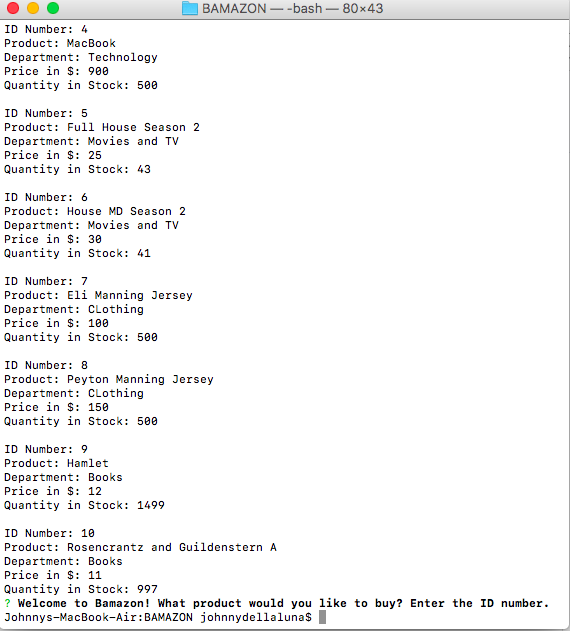 BAMAZON — -bash — 80×43
ID Number: 4
Product: MacBook
Department: Technology
Price in $: 900
Quantity in Stock: 500
ID Number: 5
Product: Full House Season 2
Department: Movies and TV
Price in $: 25
Quantity in Stock: 43
ID Number: 6
Product: House MD Season 2
Department: Movies and TV
Price in $: 30
Quantity in Stock: 41
ID Number: 7
Product: Eli Manning Jersey
Department: CLothing
Price in $: 100
Quantity in Stock: 500
ID Number: 8
Product: Peyton Manning Jersey
Department: CLothing
Price in $: 150
Quantity in Stock: 500
ID Number: 9
Product: Hamlet
Department: Books
Price in $: 12
Quantity in Stock: 1499
ID Number: 10
Product: Rosencrantz and Guildenstern A
Department: Books
Price in $: 11
Quantity in Stock: 997
? Welcome to Bamazon! What product would you like to buy? Enter the ID number.
Johnnys-MacBook-Air:BAMAZON johnnydellaluna$